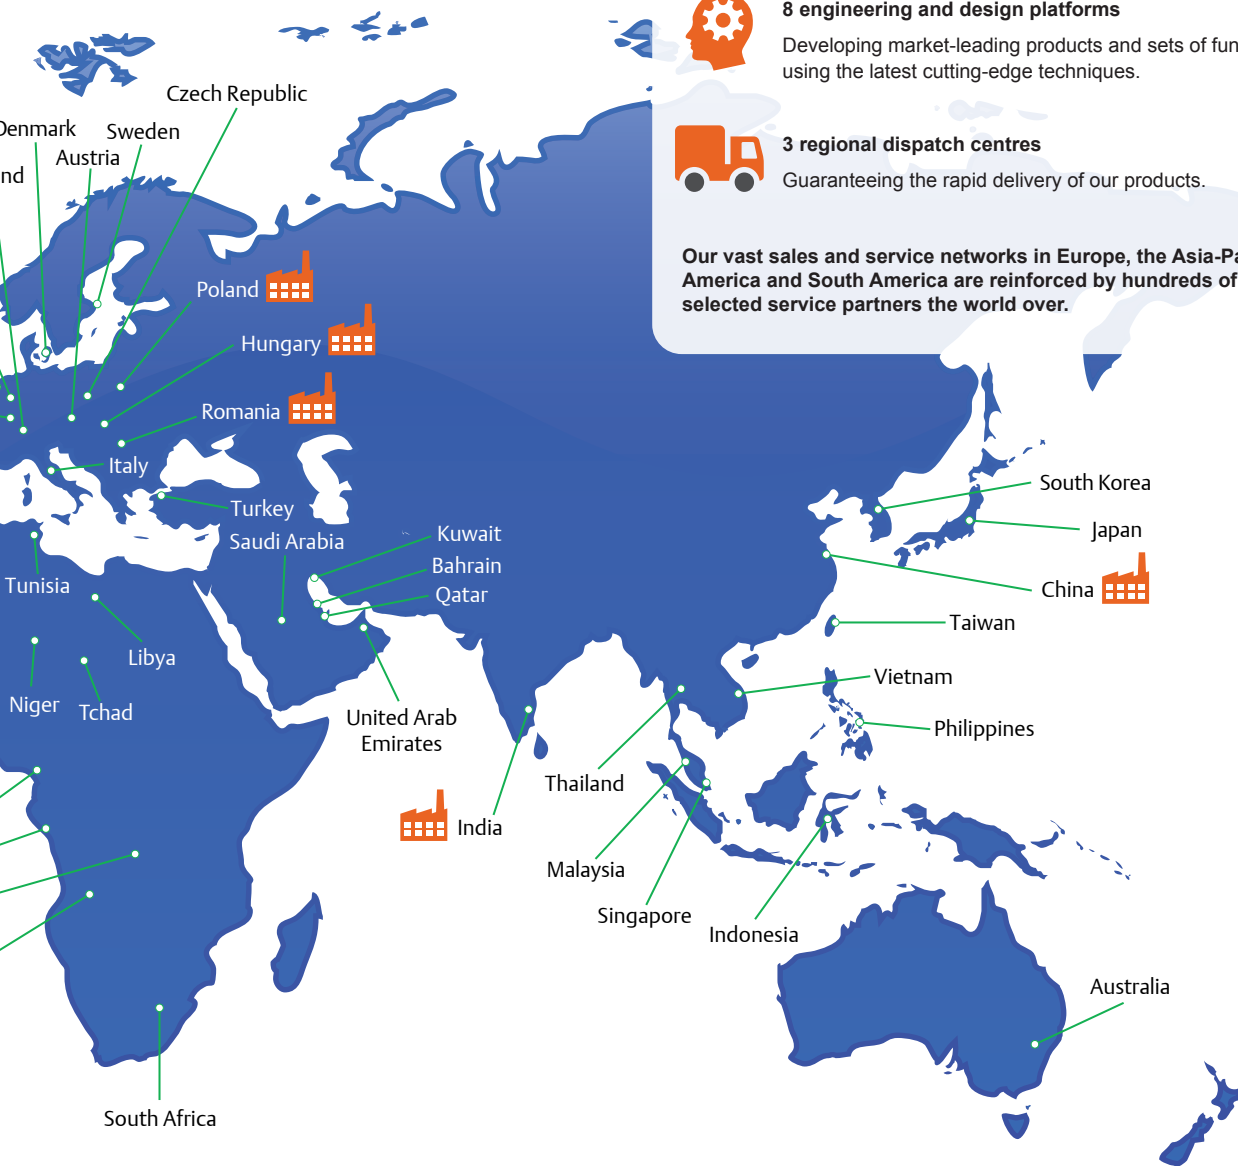 8 engineering and design platforms
Developing market-leading products and sets of fun
using the latest cutting-edge techniques.
3 regional dispatch centres
Guaranteeing the rapid delivery of our products.
Our vast sales and service networks in Europe, the Asia-Pa
America and South America are reinforced by hundreds of
selected service partners the world over.
Czech Republic
Denmark
Sweden
Austria
nd
Poland
Hungary
Romania
Italy
Turkey
Saudi Arabia
Kuwait
Bahrain
Qatar
Tunisia
Libya
Niger
Tchad
United Arab
Emirates
India
South Korea
Japan
China
Taiwan
Vietnam
Philippines
Thailand
Malaysia
Singapore
Indonesia
Australia
South Africa